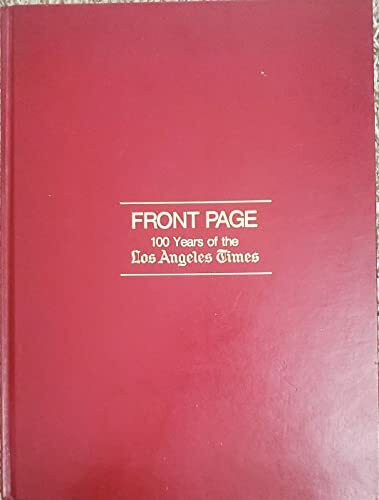 FRONT PAGE
100 Years of the
Los Angeles Times